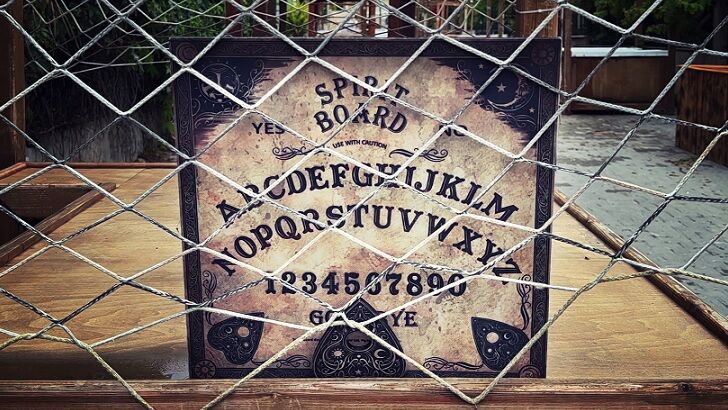 SPIRIT
YES BOARD NO
USE WITH CAUTION
ABCDEFGHIJKLM
NOPQRSTUVWXYZ
1234567890